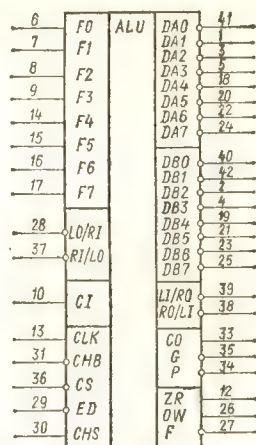 6 F0 ALU DA0 41
7 F1 DA1 1
8 F2 DA2 3
9 F3 DA3 5
14 F4 DA4 18
15 F5 DA5 20
16 F6 DA6 22
17 F7 DA7 24
DB0 40
DB1 42
DB2 2
DB3 4
28 LO/RI DB4 19
37 RI/LO DB5 21
DB6 23
DB7 25
10 CI LI/RO 39
RO/LI 38
13 CLK CO 33
31 CHB G 35
36 CS P 34
29 ED ZR 12
30 CHS OW 26
F 27